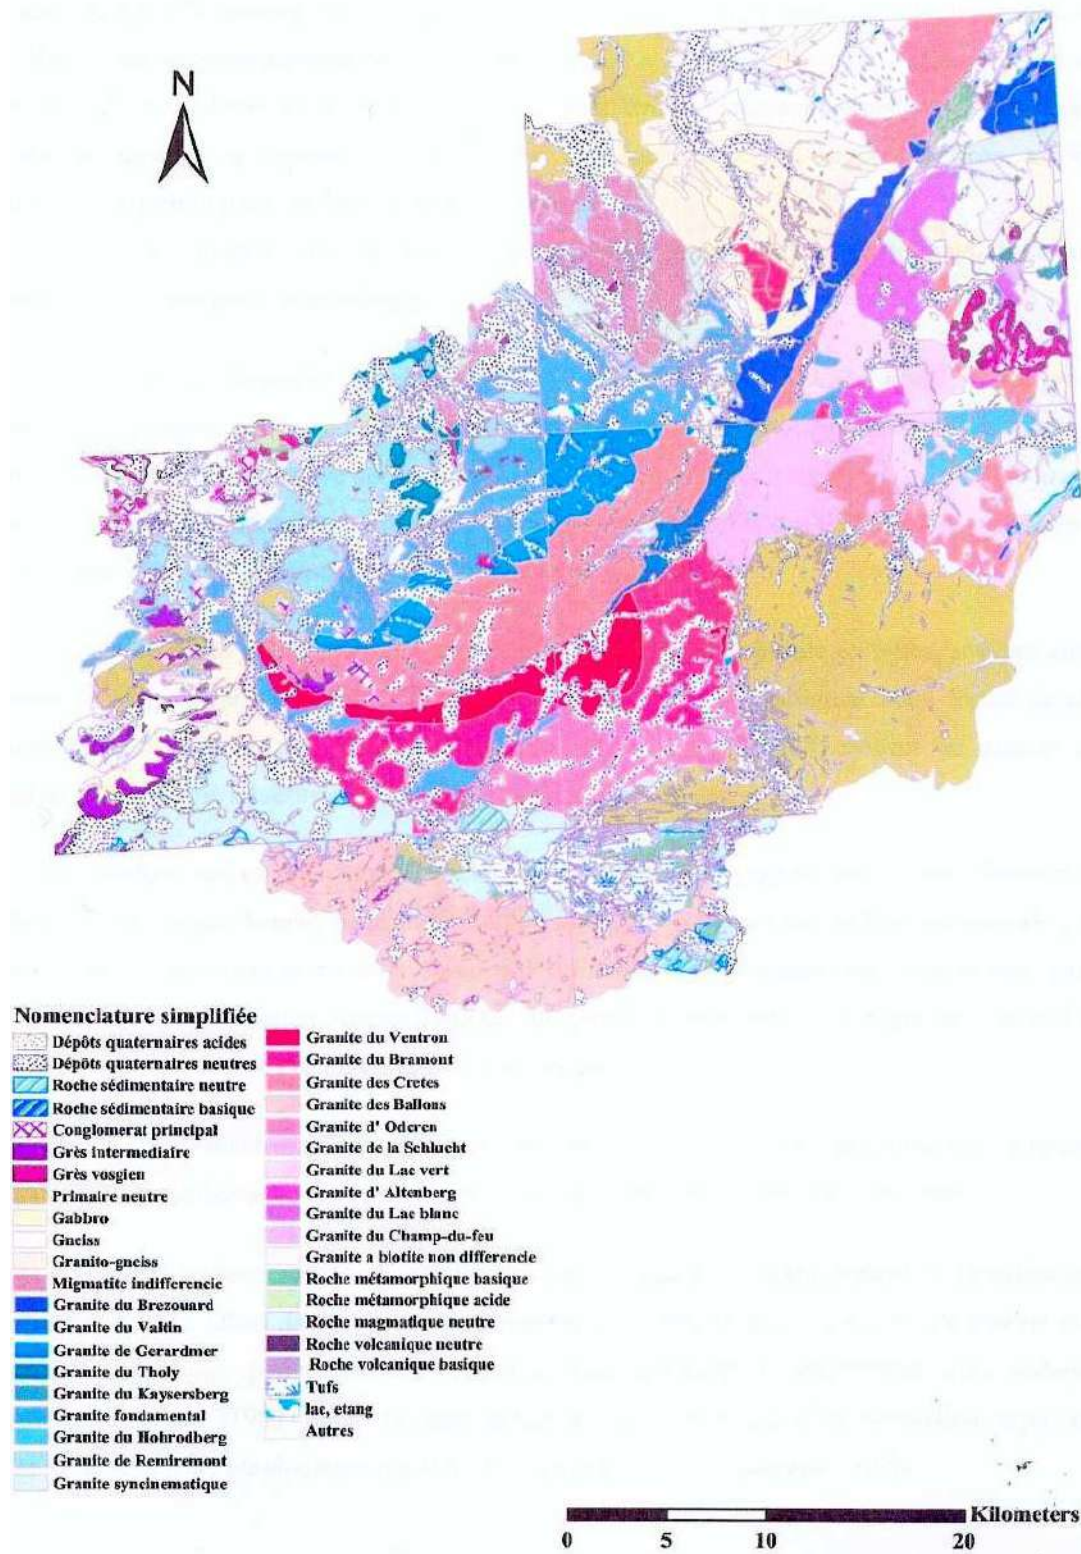 N
Nomenclature simplifiée
Dépôts quaternaires acides
Dépôts quaternaires neutres
Roche sédimentaire neutre
Roche sédimentaire basique
Conglomerat principal
Grès intermediaire
Grès vosgien
Primaire neutre
Gabbro
Gneiss
Granito-gneiss
Migmatite indifferencie
Granite du Brezouard
Granite du Valtin
Granite de Gerardmer
Granite du Tholy
Granite du Kaysersberg
Granite fondamental
Granite du Hohrodberg
Granite de Remiremont
Granite syncinematique
Granite du Ventron
Granite du Bramont
Granite des Cretes
Granite des Ballons
Granite d' Oderen
Granite de la Schlucht
Granite du Lac vert
Granite d' Altenberg
Granite du Lac blanc
Granite du Champ-du-feu
Granite a biotite non differencie
Roche métamorphique basique
Roche métamorphique acide
Roche magmatique neutre
Roche volcanique neutre
Roche volcanique basique
Tufs
lac, etang
Autres
Kilometers
0 5 10 20